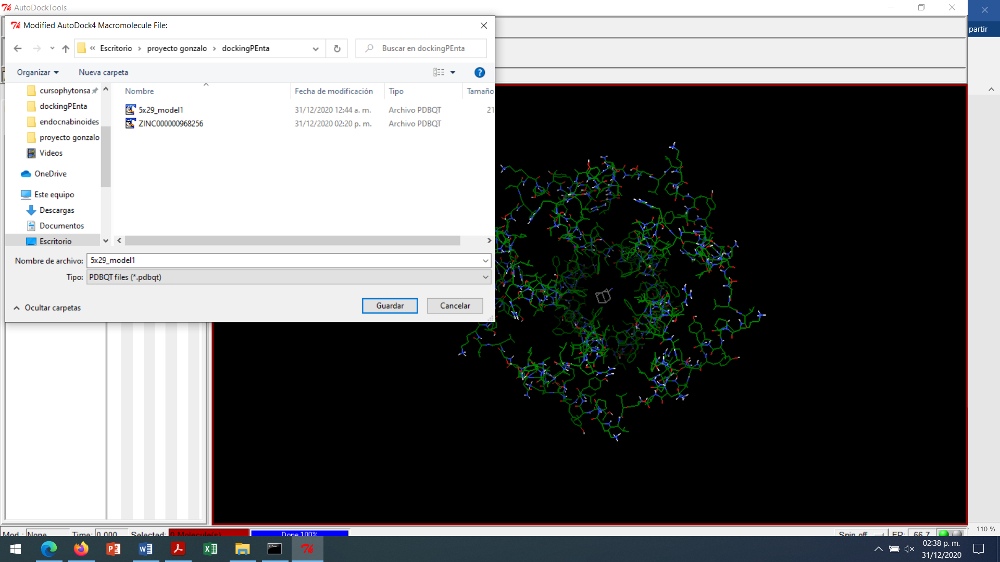 AutoDockTools
Modified AutoDock4 Macromolecule File:
partir
« Escritorio › proyecto gonzalo › dockingPEnta
Buscar en dockingPEnta
Organizar
Nueva carpeta
?
Nombre
Fecha de modificación
Tipo
Tamaño
cursophytonsa
dockingPEnta
endocnabinoides
proyecto gonzalo
Videos
OneDrive
Este equipo
Descargas
Documentos
Escritorio
5x29_model1
31/12/2020 12:44 a. m.
Archivo PDBQT
21
ZINC000000968256
31/12/2020 02:20 p. m.
Archivo PDBQT
Nombre de archivo:
5x29_model1
Tipo:
PDBQT files (*.pdbqt)
Ocultar carpetas
Guardar
Cancelar
Mod.: None
Time: 0.000
Selected: 0 Molecule(s)
Done 100%
Spin off
FR: 66.7
110 %
02:38 p. m.
31/12/2020